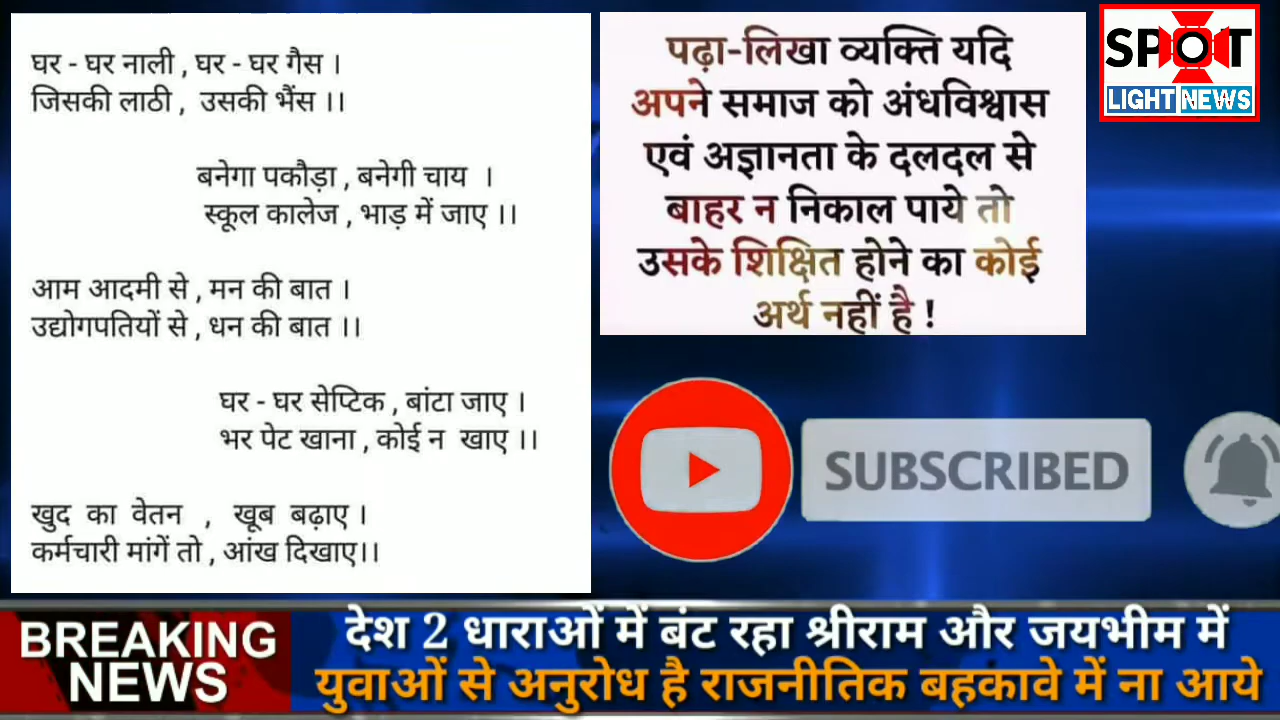 घर - घर नाली , घर - घर गैस ।
जिसकी लाठी , उसकी भैंस ।।
बनेगा पकौड़ा , बनेगी चाय ।
स्कूल कालेज , भाड़ में जाए ।।
आम आदमी से , मन की बात ।
उद्योगपतियों से , धन की बात ।।
घर - घर सेप्टिक , बांटा जाए ।
भर पेट खाना , कोई न खाए ।।
खुद का वेतन , खूब बढ़ाए ।
कर्मचारी मांगें तो , आंख दिखाए।।
पढ़ा-लिखा व्यक्ति यदि
अपने समाज को अंधविश्वास
एवं अज्ञानता के दलदल से
बाहर न निकाल पाये तो
उसके शिक्षित होने का कोई
अर्थ नहीं है !
SPOT
LIGHT NEWS
SUBSCRIBED
BREAKING
NEWS
देश 2 धाराओं में बंट रहा श्रीराम और जयभीम में
युवाओं से अनुरोध है राजनीतिक बहकावे में ना आये